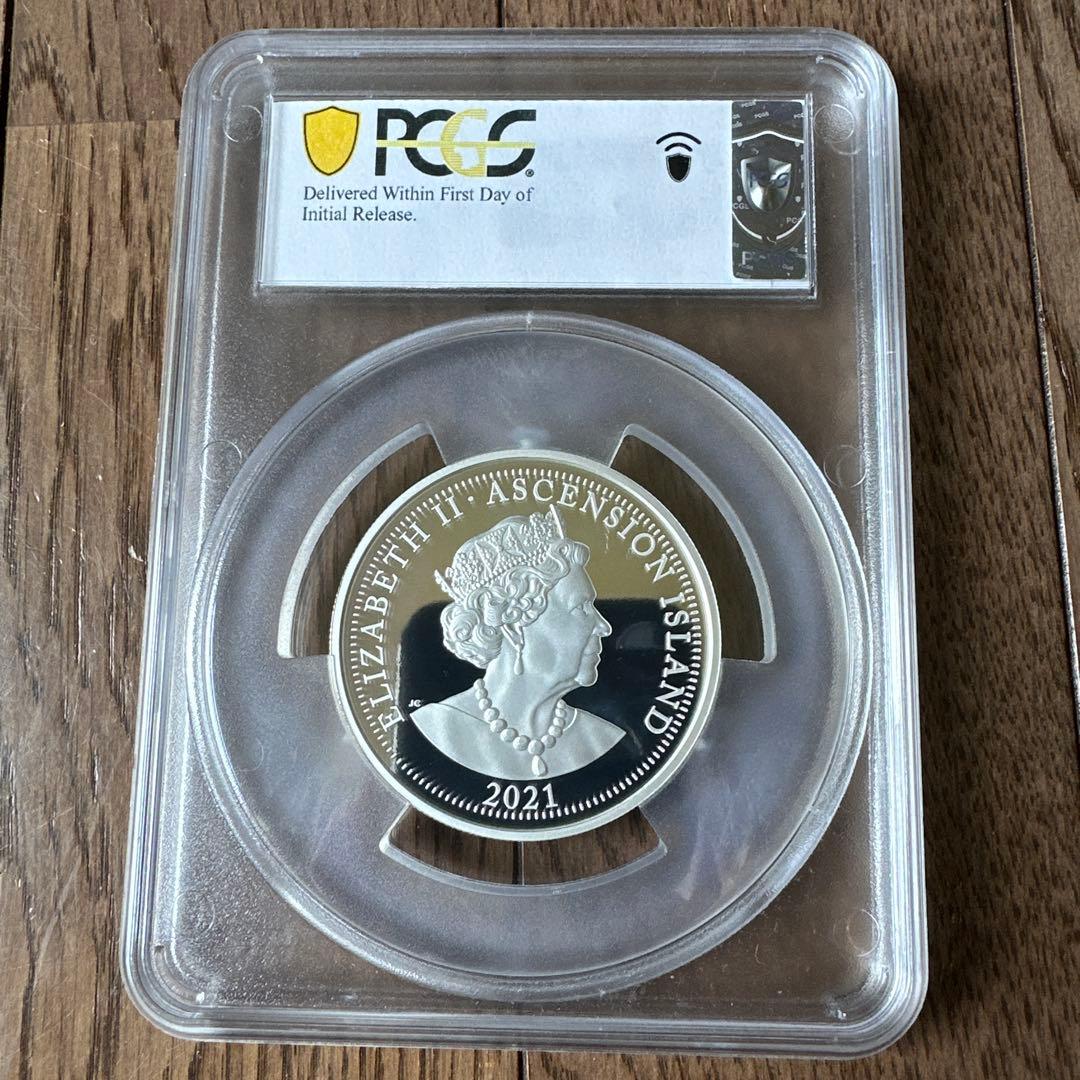 PCGS®
Delivered Within First Day of
Initial Release.
ELIZABETH II · ASCENSION ISLAND
JC
2021